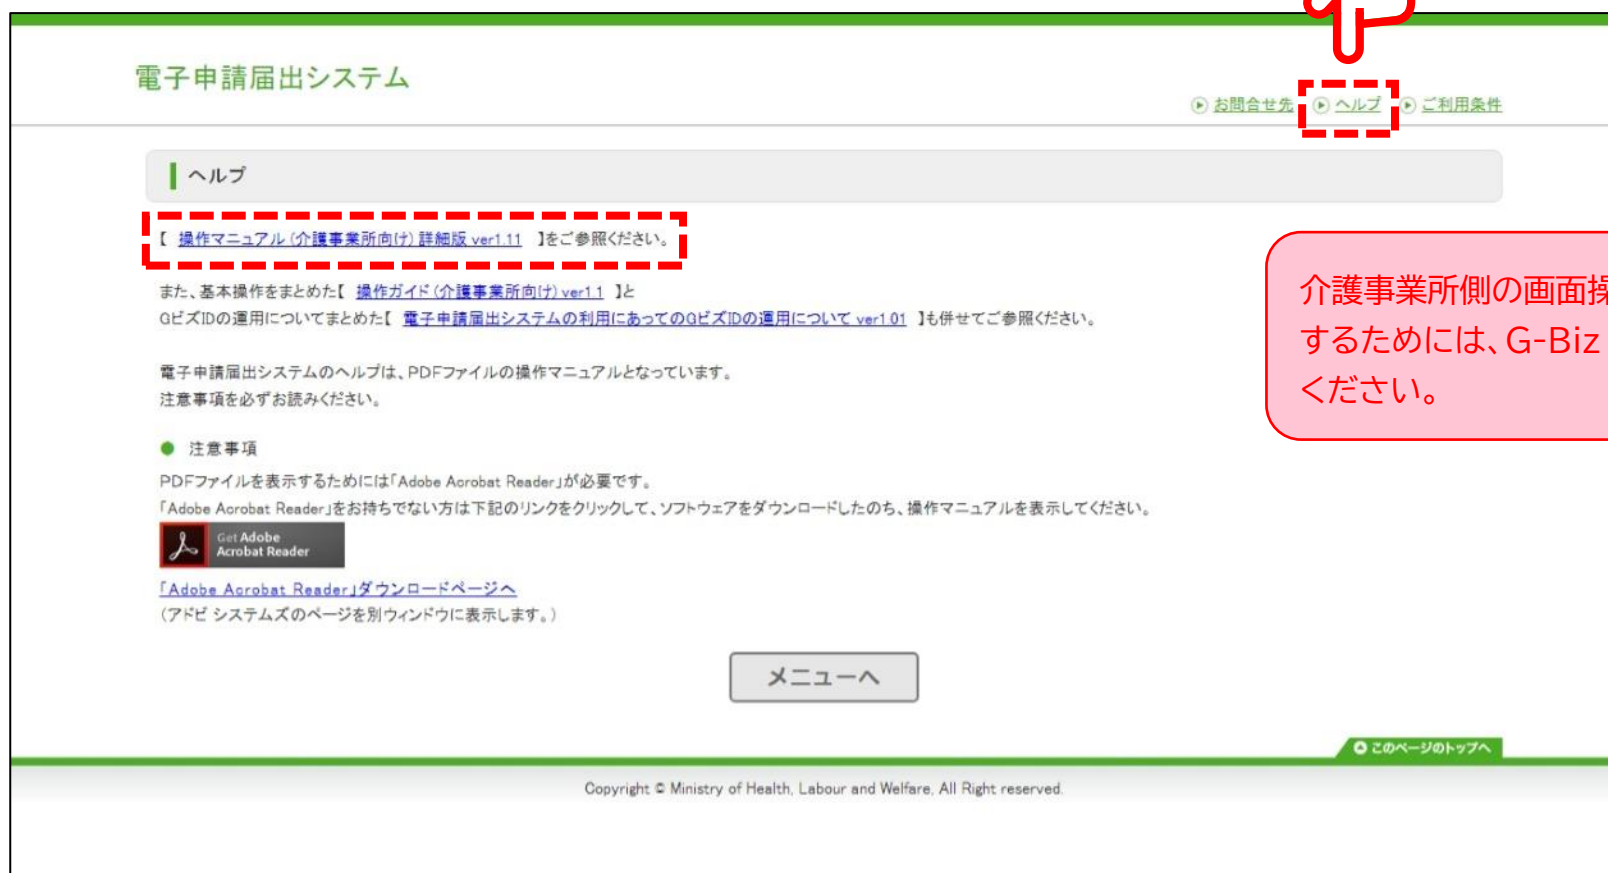 電子申請届出システム
お問合せ先 ヘルプ ご利用条件
ヘルプ
【 操作マニュアル（介護事業所向け）詳細版 ver1.11 】をご参照ください。
また、基本操作をまとめた【 操作ガイド（介護事業所向け）ver1.1 】と
GビズIDの運用についてまとめた【 電子申請届出システムの利用にあってのGビズIDの運用について ver1.01 】も併せてご参照ください。
介護事業所側の画面操
するためには、G-Biz
ください。
電子申請届出システムのヘルプは、PDFファイルの操作マニュアルとなっています。
注意事項を必ずお読みください。
注意事項
PDFファイルを表示するためには「Adobe Acrobat Reader」が必要です。
「Adobe Acrobat Reader」をお持ちでない方は下記のリンクをクリックして、ソフトウェアをダウンロードしたのち、操作マニュアルを表示してください。
Get Adobe
Acrobat Reader
「Adobe Acrobat Reader」ダウンロードページへ
（アドビ システムズのページを別ウィンドウに表示します。）
メニューへ
このページのトップへ
Copyright © Ministry of Health, Labour and Welfare, All Right reserved.